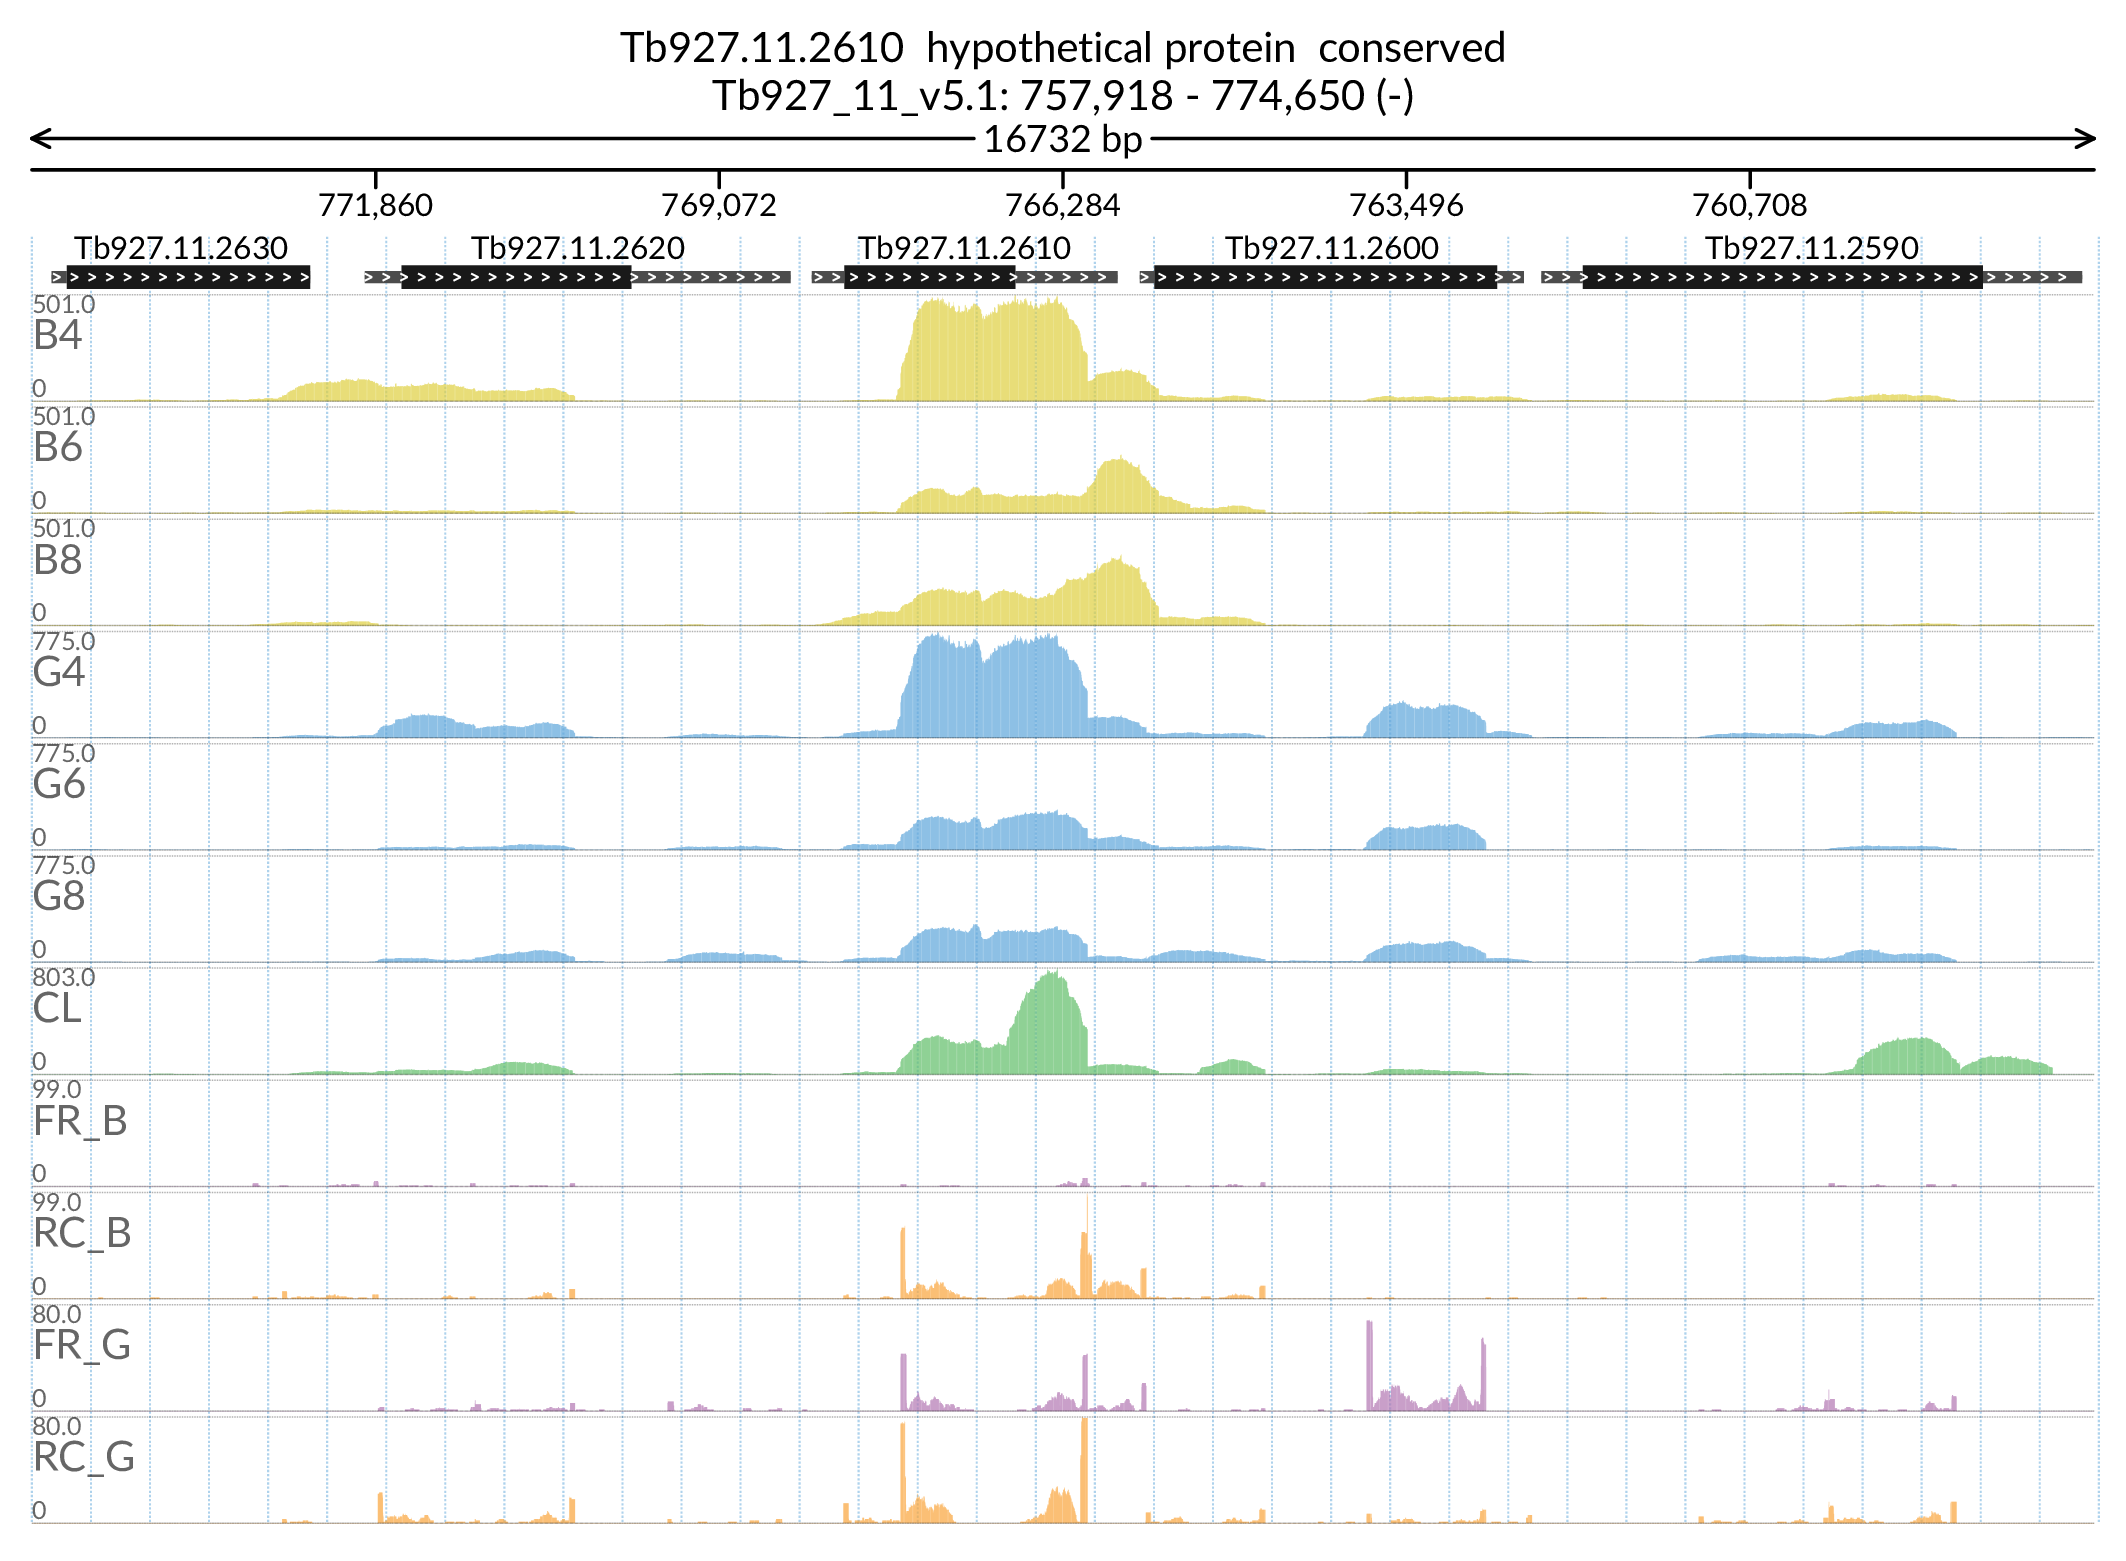 Tb927.11.2610  hypothetical protein  conserved
Tb927_11_v5.1: 757,918 - 774,650 (-)
16732 bp
771,860 769,072 766,284 763,496 760,708
Tb927.11.2630 Tb927.11.2620 Tb927.11.2610 Tb927.11.2600 Tb927.11.2590
501.0
B4
0
501.0
B6
0
501.0
B8
0
775.0
G4
0
775.0
G6
0
775.0
G8
0
803.0
CL
0
99.0
FR_B
0
99.0
RC_B
0
80.0
FR_G
0
80.0
RC_G
0